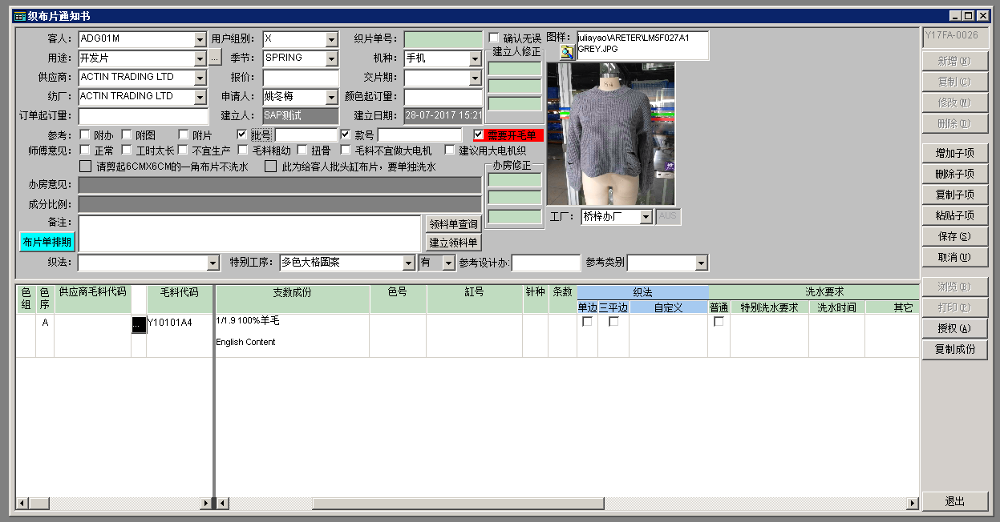 织布片通知书
客人： ADG01M 用户组别： X 织片单号： 确认无误 图样： juliayao\ARETER\LM5F027A1
GREY.JPG
Y17FA-0026
用途： 开发片 ... 季节： SPRING 机种： 手机 建立人修正
新增(N)
供应商： ACTIN TRADING LTD 报价： 交片期：
复制(C)
纺厂： ACTIN TRADING LTD 申请人： 姚冬梅 颜色起订量：
修改(M)
订单起订量： 建立人： SAP测试 建立日期： 28-07-2017 15:21
删除(D)
参考： 附办 附图 附片 批号 款号 需要开毛单
师傅意见： 正常 工时太长 不宜生产 毛料粗幼 扭骨 毛料不宜做大电机 建议用大电机织
增加子项
请剪起6CMX6CM的一角布片不洗水 此为给客人批头缸布片，要单独洗水 办房修正
删除子项
办房意见：
复制子项
成分比例：
工厂： 桥梓办厂 AUS
粘贴子项
备注： 领料单查询
保存(S)
布片单排期 建立领料单
取消(U)
织法： 特别工序： 多色大格圖案 有 参考设计办: 参考类别
色组 色序 供应商毛料代码 毛料代码 支数成份 色号 缸号 针种 条数 织法 洗水要求
浏览(B)
单边 三平边 自定义 普通 特别洗水要求 洗水时间 其它
打印(P)
A ... Y10101A4 1/1.9 100%羊毛
English Content
授权(A)
复制成份
退出